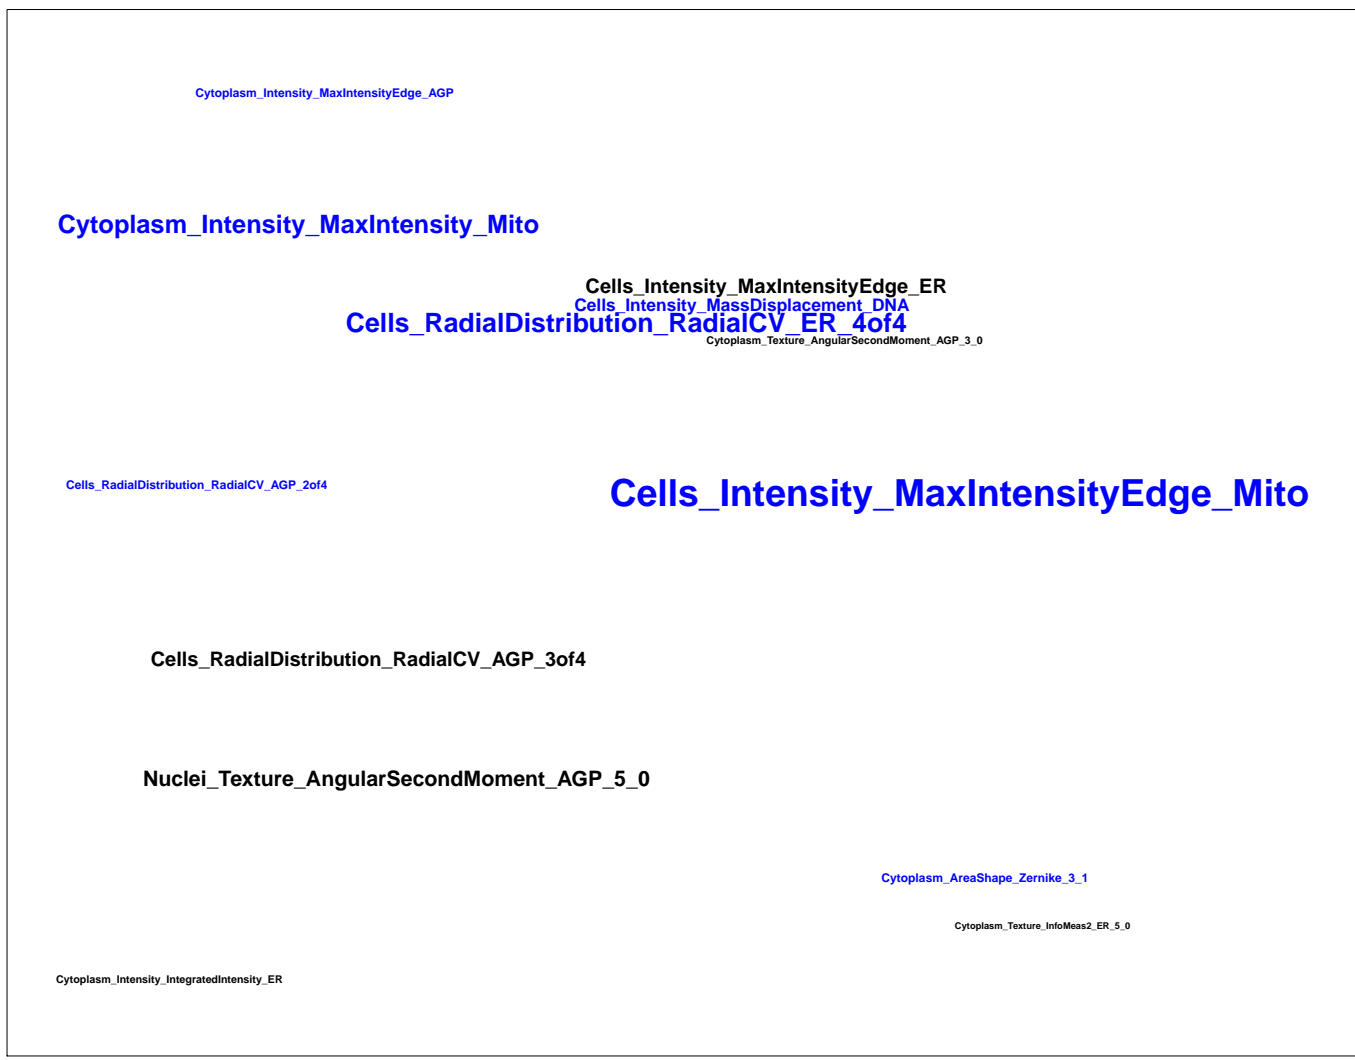 Cytoplasm_Intensity_MaxIntensityEdge_AGP
Cytoplasm_Intensity_MaxIntensity_Mito
Cells_Intensity_MaxIntensityEdge_ER
Cells_Intensity_MassDisplacement_DNA
Cells_RadialDistribution_RadialCV_ER_4of4
Cytoplasm_Texture_AngularSecondMoment_AGP_3_0
Cells_RadialDistribution_RadialCV_AGP_2of4
Cells_Intensity_MaxIntensityEdge_Mito
Cells_RadialDistribution_RadialCV_AGP_3of4
Nuclei_Texture_AngularSecondMoment_AGP_5_0
Cytoplasm_AreaShape_Zernike_3_1
Cytoplasm_Texture_InfoMeas2_ER_5_0
Cytoplasm_Intensity_IntegratedIntensity_ER